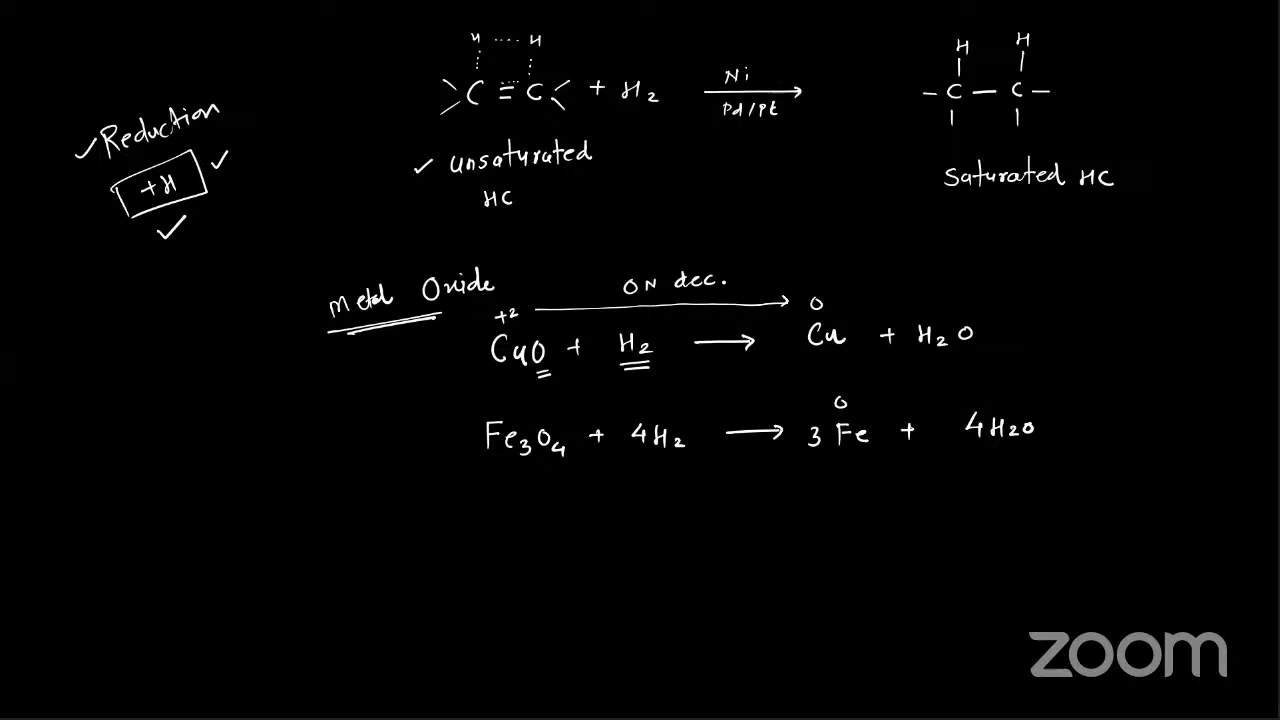 H H
C = C + H2 Ni Pd/Pt → H H
- C - C -
✓ Reduction
+H ✓
✓
✓ Unsaturated
HC
Saturated HC
Metal Oxide
ON dec.
+2 0
CuO + H2 → Cu + H2O
0
Fe3O4 + 4H2 → 3Fe + 4H2O
zoom